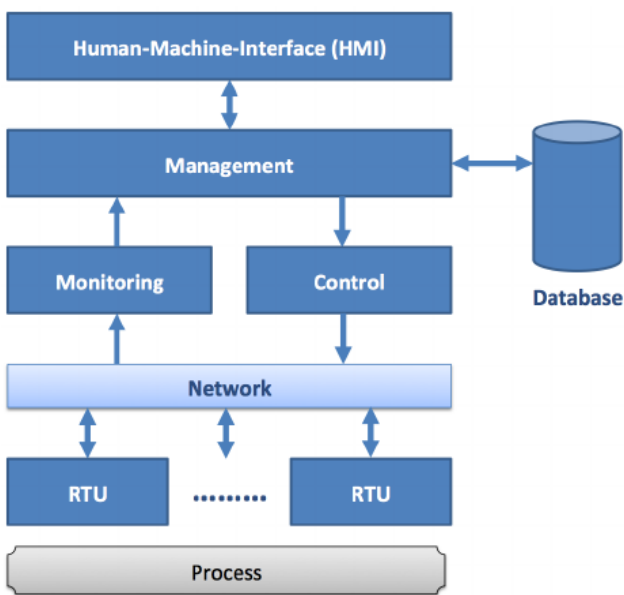 Human-Machine-Interface (HMI)
Management
Monitoring
Control
Database
Network
RTU
.........
RTU
Process